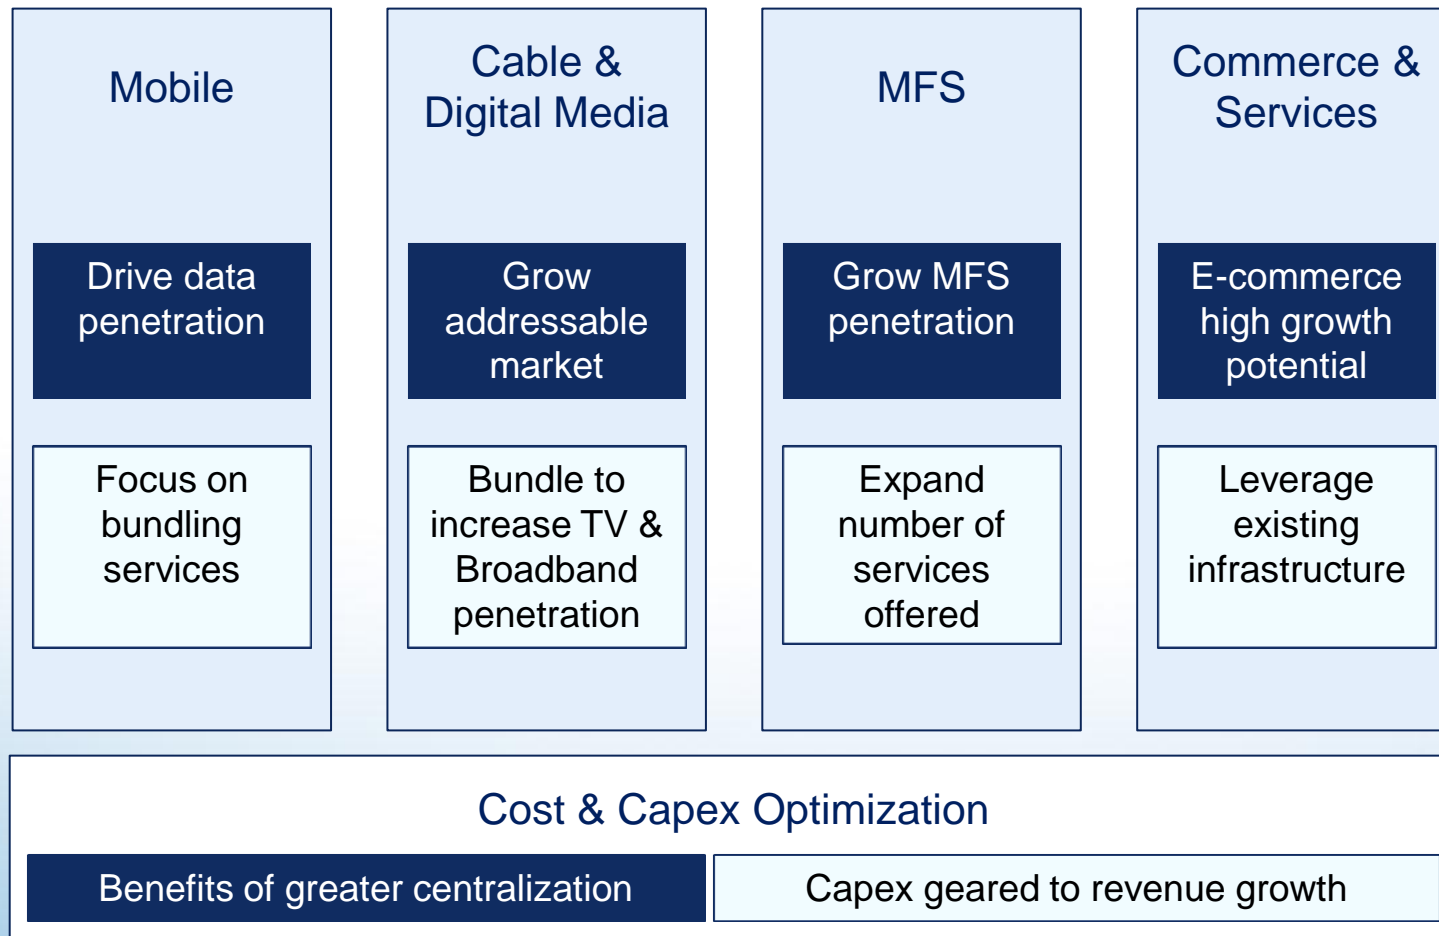 Mobile
Drive data
penetration
Focus on
bundling
services
Cable &
Digital Media
Grow
addressable
market
Bundle to
increase TV &
Broadband
penetration
MFS
Grow MFS
penetration
Expand
number of
services
offered
Commerce &
Services
E-commerce
high growth
potential
Leverage
existing
infrastructure
Cost & Capex Optimization
Benefits of greater centralization
Capex geared to revenue growth